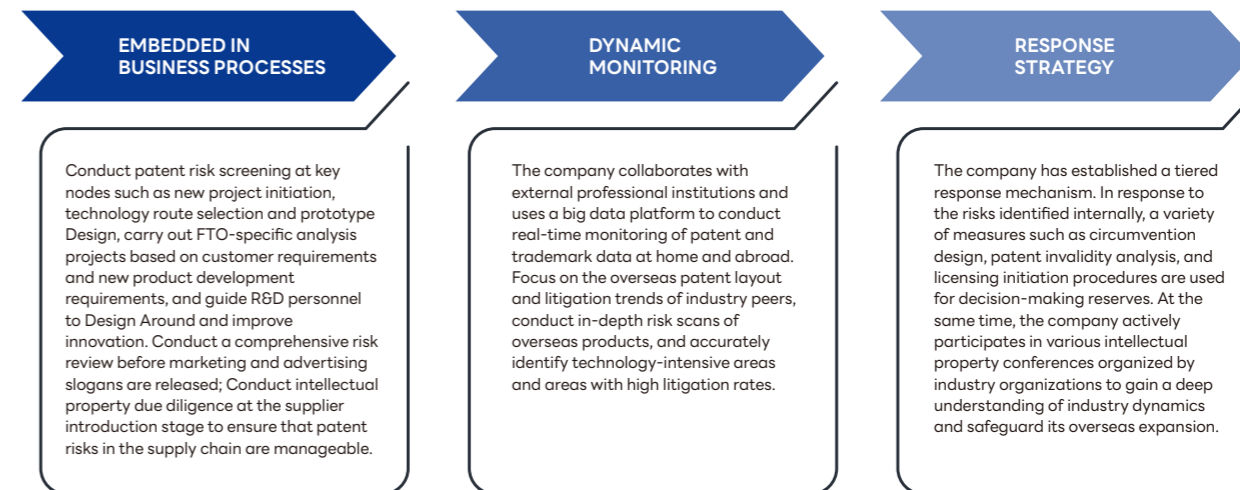 EMBEDDED IN
BUSINESS PROCESSES
Conduct patent risk screening at key
nodes such as new project initiation,
technology route selection and prototype
Design, carry out FTO-specific analysis
projects based on customer requirements
and new product development
requirements, and guide R&D personnel
to Design Around and improve
innovation. Conduct a comprehensive risk
review before marketing and advertising
slogans are released; Conduct intellectual
property due diligence at the supplier
introduction stage to ensure that patent
risks in the supply chain are manageable.
DYNAMIC
MONITORING
The company collaborates with
external professional institutions and
uses a big data platform to conduct
real-time monitoring of patent and
trademark data at home and abroad.
Focus on the overseas patent layout
and litigation trends of industry peers,
conduct in-depth risk scans of
overseas products, and accurately
identify technology-intensive areas
and areas with high litigation rates.
RESPONSE
STRATEGY
The company has established a tiered
response mechanism. In response to
the risks identified internally, a variety
of measures such as circumvention
design, patent invalidity analysis, and
licensing initiation procedures are used
for decision-making reserves. At the
same time, the company actively
participates in various intellectual
property conferences organized by
industry organizations to gain a deep
understanding of industry dynamics
and safeguard its overseas expansion.